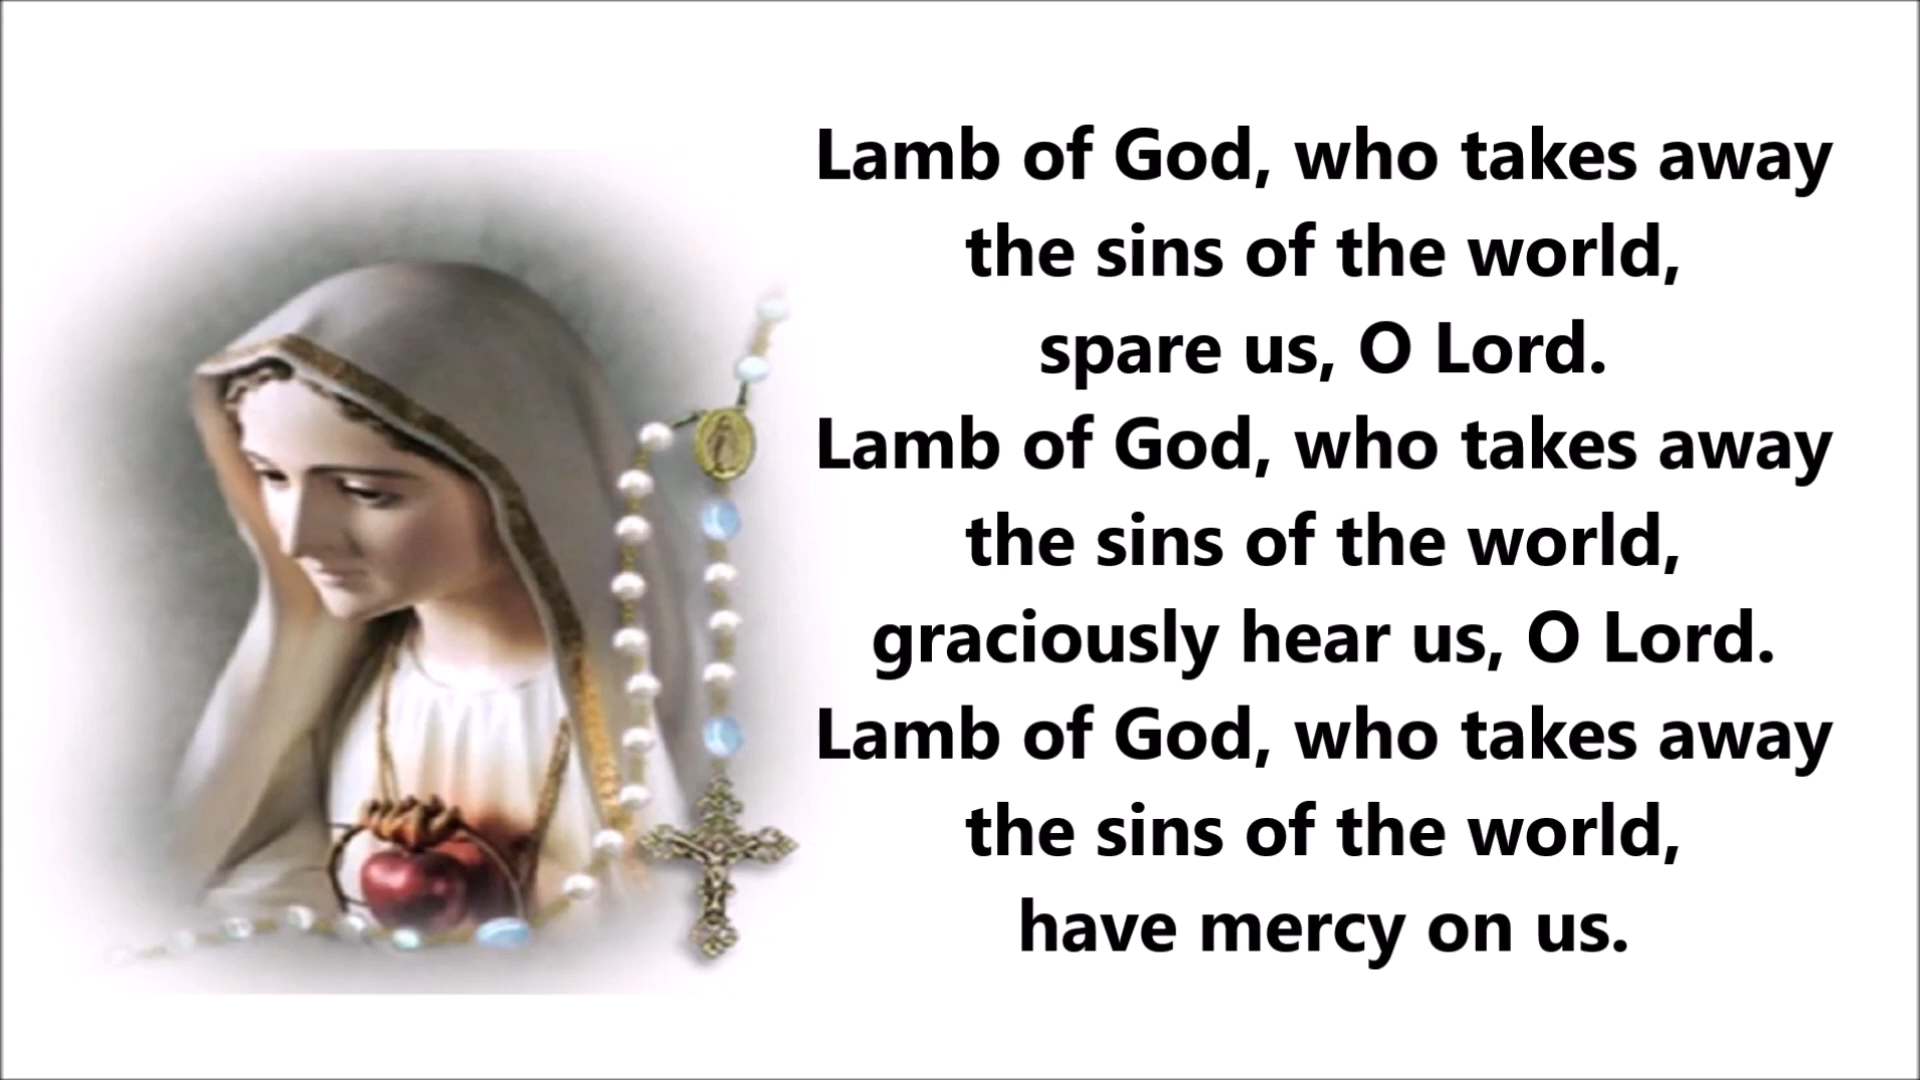 Lamb of God, who takes away
the sins of the world,
spare us, O Lord.
Lamb of God, who takes away
the sins of the world,
graciously hear us, O Lord.
Lamb of God, who takes away
the sins of the world,
have mercy on us.